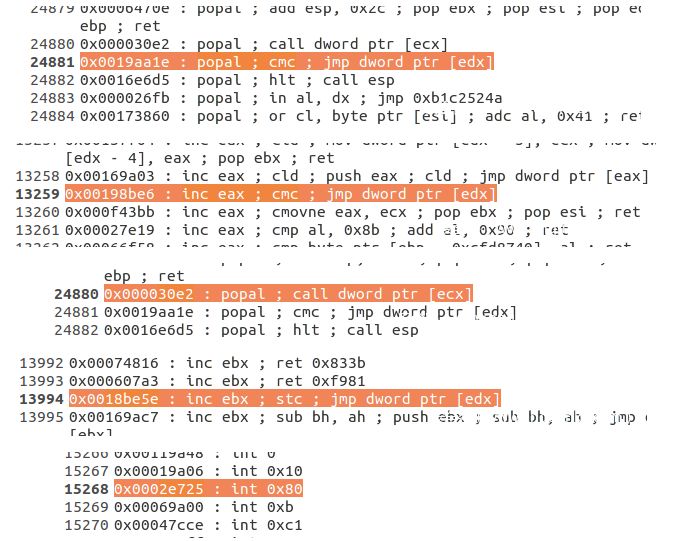 24879 0x0006470e : popal ; add esp, 0x2c ; pop ebx ; pop esi ; pop
ebp ; ret
24880 0x000030e2 : popal ; call dword ptr [ecx]
24881 0x0019aa1e : popal ; cmc ; jmp dword ptr [edx]
24882 0x0016e6d5 : popal ; hlt ; call esp
24883 0x000026fb : popal ; in al, dx ; jmp 0xb1c2524a
24884 0x00173860 : popal ; or cl, byte ptr [esi] ; adc al, 0x41 ; ret
[edx - 4], eax ; pop ebx ; ret
13258 0x00169a03 : inc eax ; cld ; push eax ; cld ; jmp dword ptr [eax]
13259 0x00198be6 : inc eax ; cmc ; jmp dword ptr [edx]
13260 0x000f43bb : inc eax ; cmovne eax, ecx ; pop ebx ; pop esi ; ret
13261 0x00027e19 : inc eax ; cmp al, 0x8b ; add al, 0x90 ; ret
ebp ; ret
24880 0x000030e2 : popal ; call dword ptr [ecx]
24881 0x0019aa1e : popal ; cmc ; jmp dword ptr [edx]
24882 0x0016e6d5 : popal ; hlt ; call esp
13992 0x00074816 : inc ebx ; ret 0x833b
13993 0x000607a3 : inc ebx ; ret 0xf981
13994 0x0018be5e : inc ebx ; stc ; jmp dword ptr [edx]
13995 0x00169ac7 : inc ebx ; sub bh, ah ; push ebx ; sub bh, ah ; jmp
[ebx]
15266 0x00119a48 : int 0
15267 0x00019a06 : int 0x10
15268 0x0002e725 : int 0x80
15269 0x00069a00 : int 0xb
15270 0x00047cce : int 0xc1